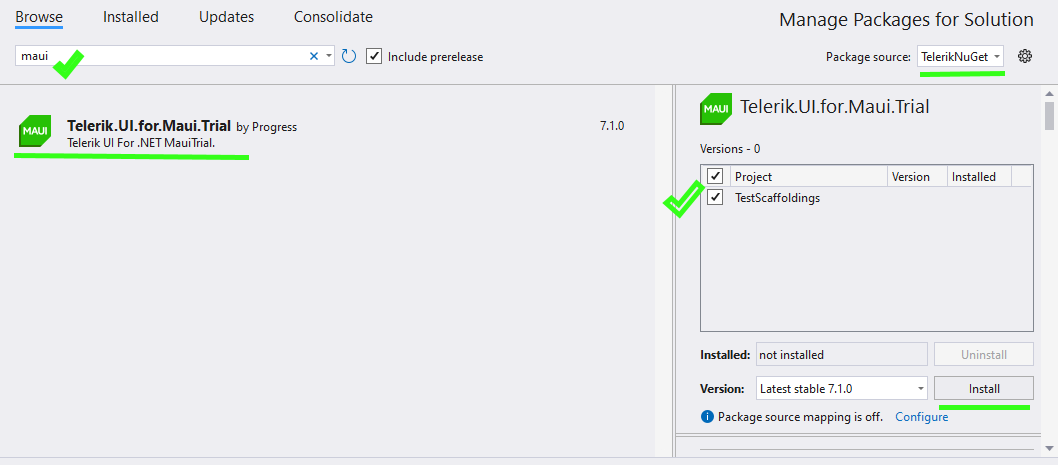 Browse Installed Updates Consolidate Manage Packages for Solution
maui Include prerelease Package source: TelerikNuGet
MAUI Telerik.UI.for.Maui.Trial by Progress 7.1.0
Telerik UI For .NET MauiTrial.
MAUI Telerik.UI.for.Maui.Trial
Versions - 0
Project Version Installed
TestScaffoldings
Installed: not installed Uninstall
Version: Latest stable 7.1.0 Install
Package source mapping is off. Configure